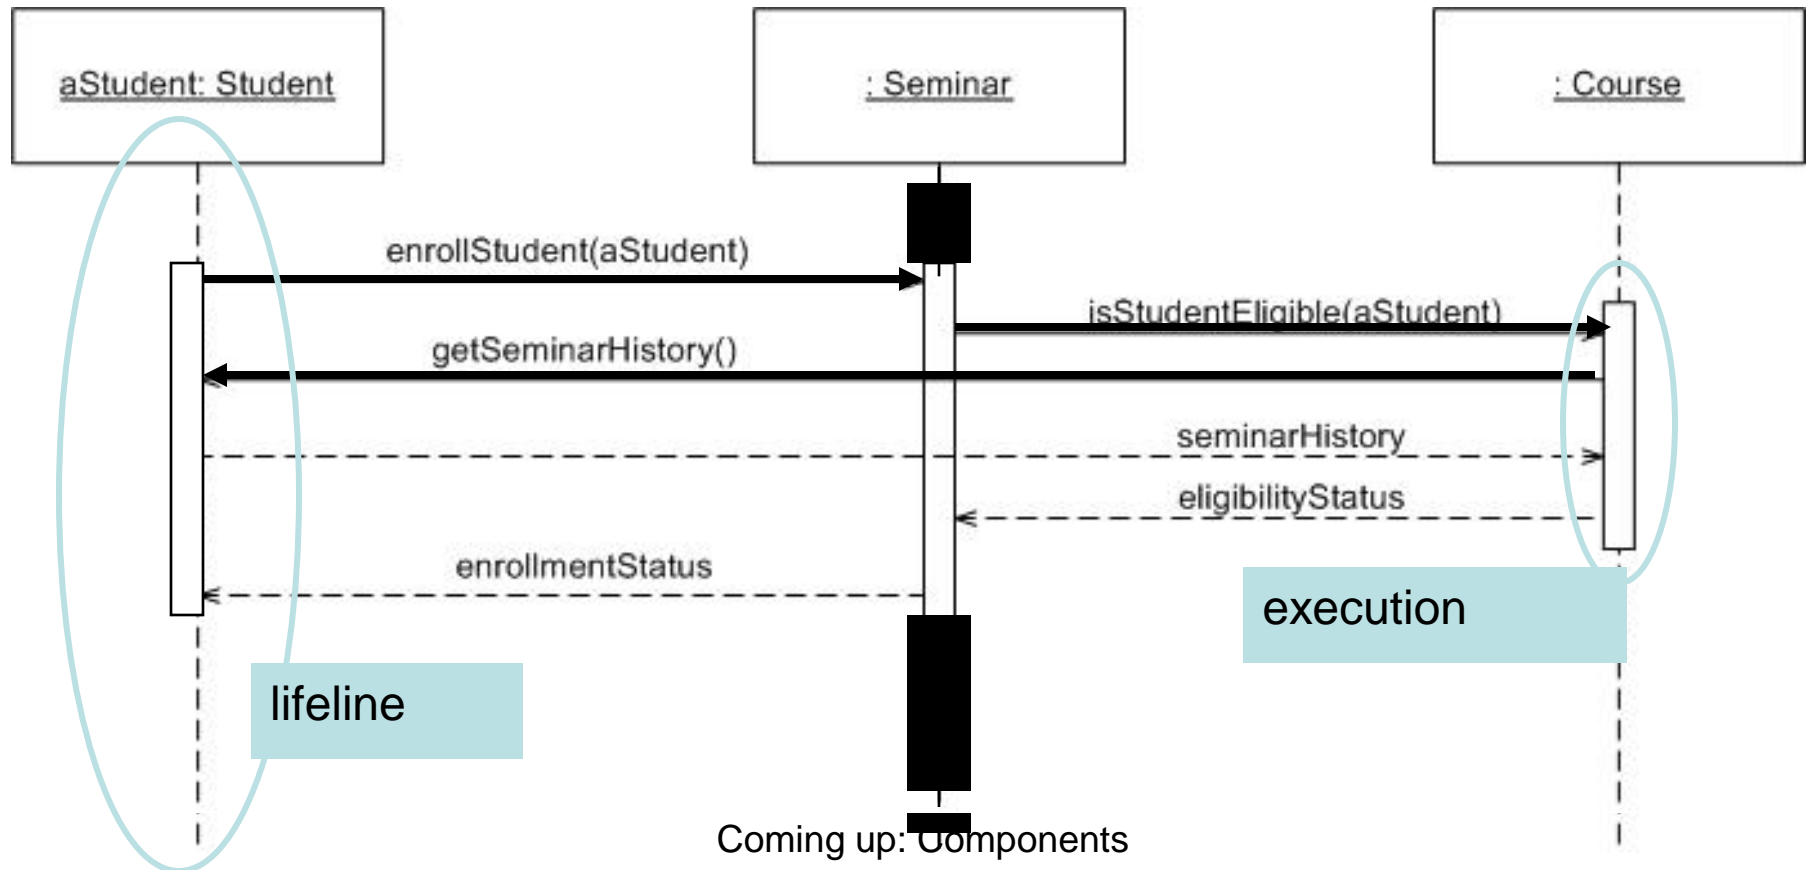 aStudent: Student
: Seminar
: Course
enrollStudent(aStudent)
isStudentEligible(aStudent)
getSeminarHistory()
seminarHistory
eligibilityStatus
enrollmentStatus
execution
lifeline
Coming up: Components